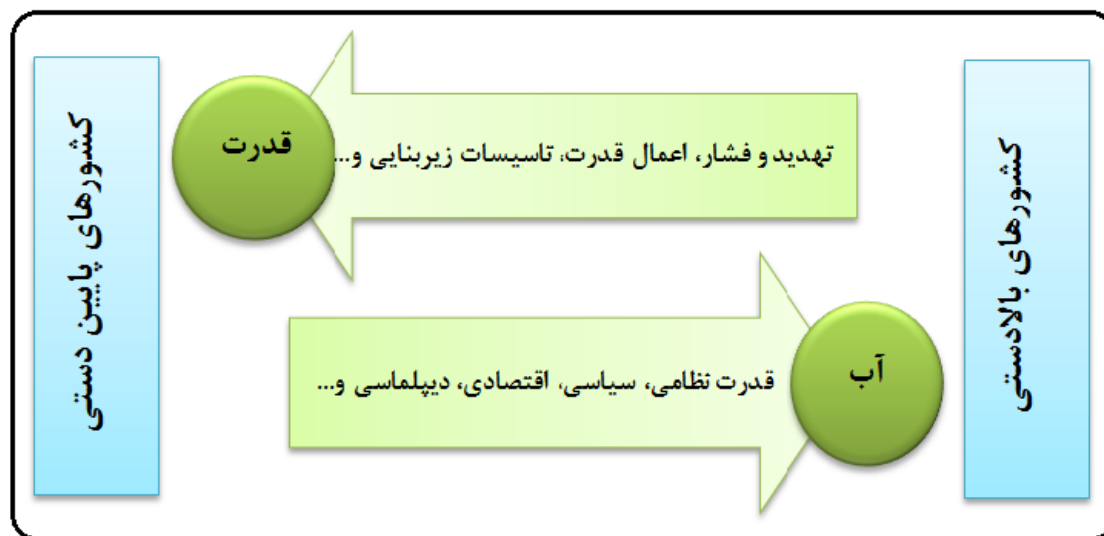 کشورهای بالادستی
تهدید و فشار، اعمال قدرت، تاسیسات زیربنایی و...
قدرت
آب
قدرت نظامی، سیاسی، اقتصادی، دیپلماسی و...
کشورهای پایین دستی